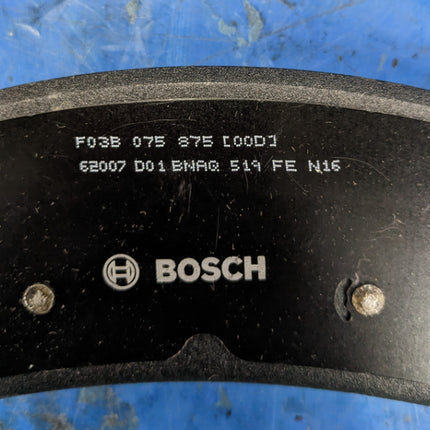 F03B 075 875 [00D]
62007 D01 BNAQ 519 FE N16
BOSCH